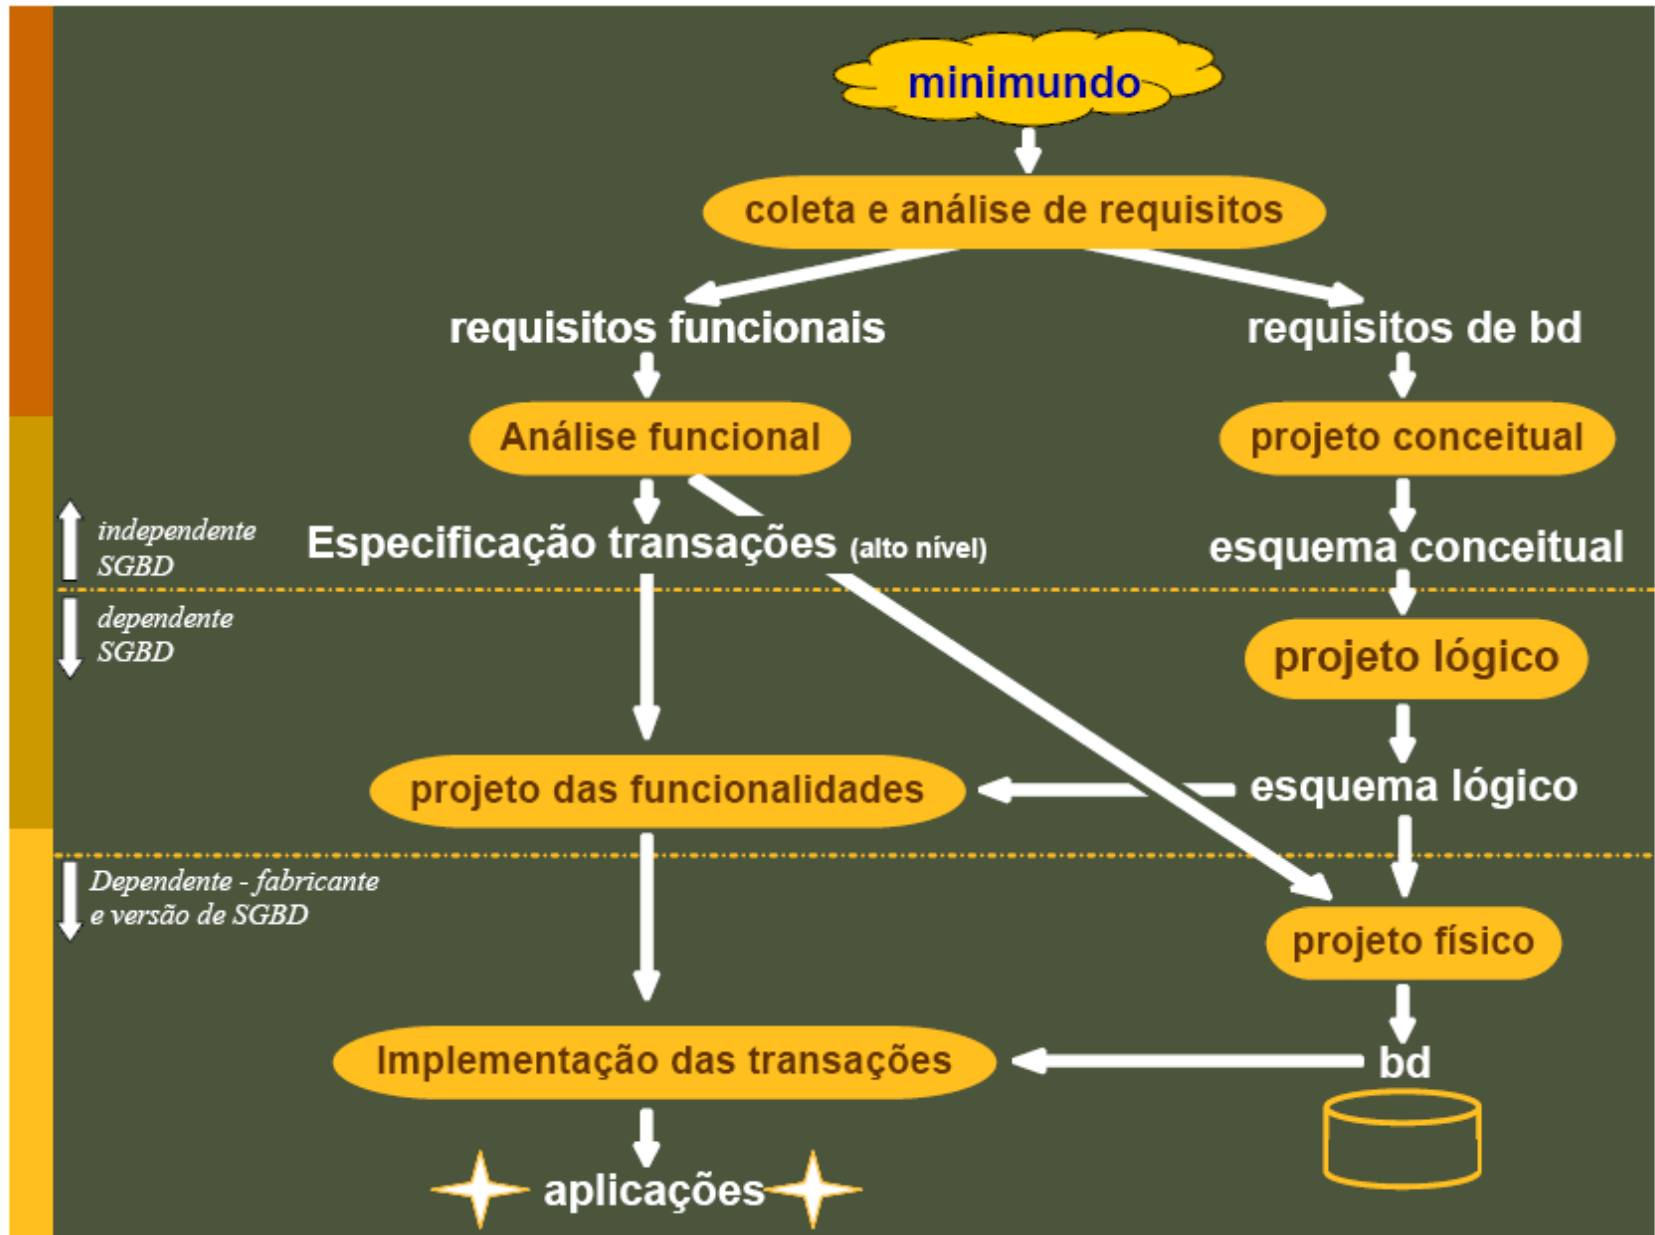 minimundo
coleta e análise de requisitos
requisitos funcionais
requisitos de bd
Análise funcional
projeto conceitual
independente
SGBD
Especificação transações (alto nível)
esquema conceitual
dependente
SGBD
projeto lógico
projeto das funcionalidades
esquema lógico
Dependente - fabricante
e versão de SGBD
projeto físico
Implementação das transações
bd
aplicações